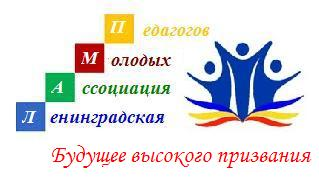 Педагогов
Молодых
Ассоциация
Ленинградская
Будущее высокого призвания